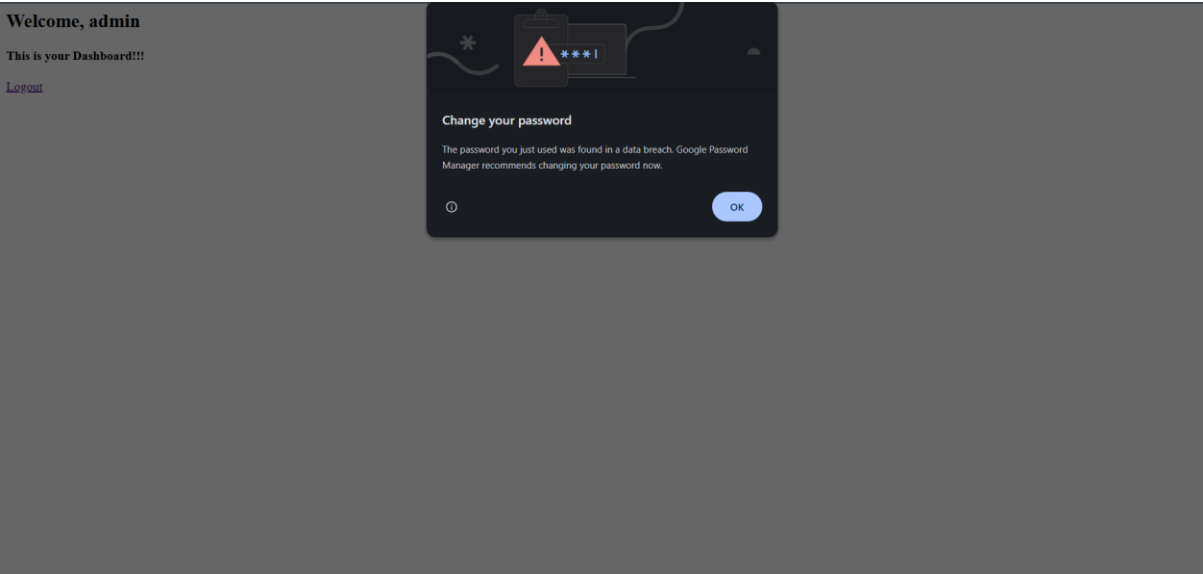 Welcome, admin
This is your Dashboard!!!
Logout
***|
Change your password
The password you just used was found in a data breach. Google Password
Manager recommends changing your password now.
OK